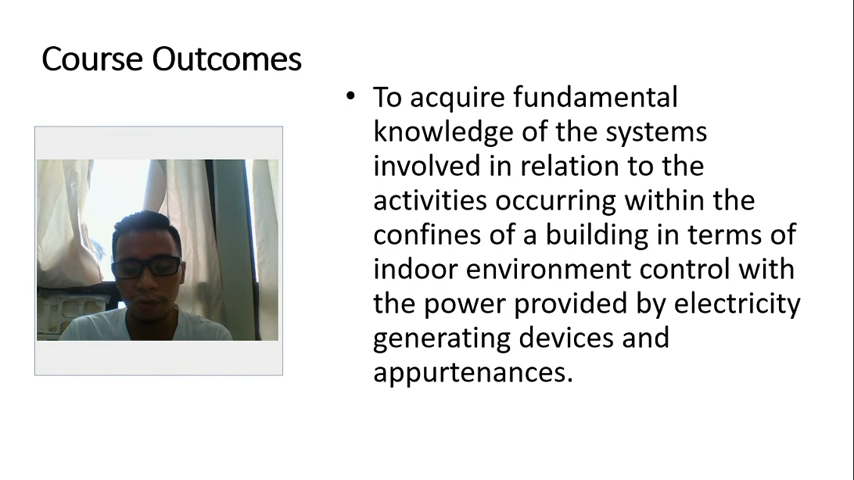 Course Outcomes
• To acquire fundamental
knowledge of the systems
involved in relation to the
activities occurring within the
confines of a building in terms of
indoor environment control with
the power provided by electricity
generating devices and
appurtenances.